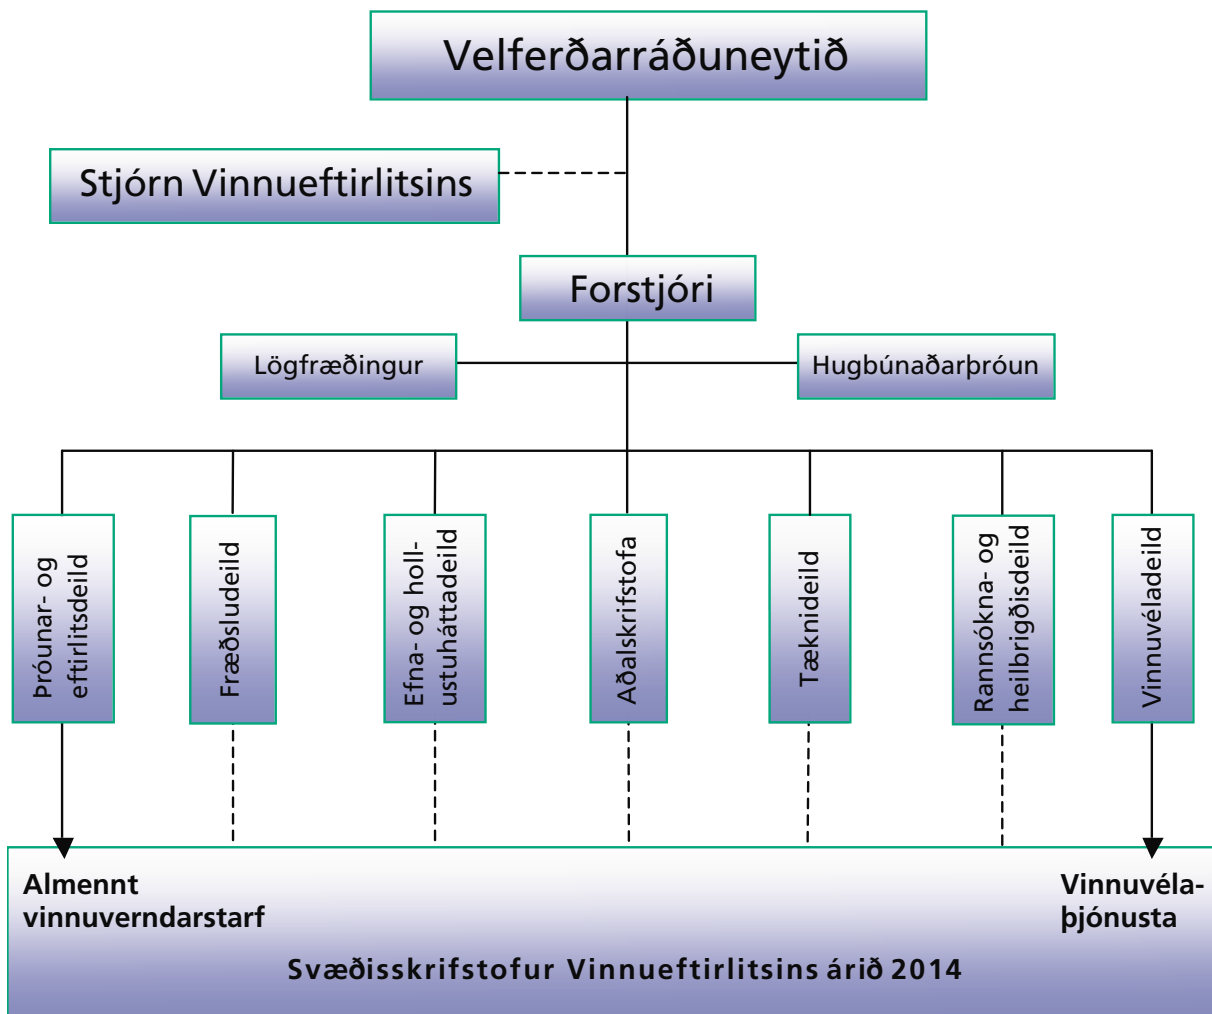 Velferðarráðuneytið
Stjórn Vinnueftirlitsins
Forstjóri
Lögfræðingur
Hugbúnaðarþróun
Þróunar- og
eftirlitsdeild
Fræðsludeild
Efna- og holl-
ustuháttadeild
Aðalskrifstofa
Tæknideild
Rannsókna- og
heilbrigðisdeild
Vinnuvéladeild
Almennt
vinnuverndarstarf
Vinnuvéla-
þjónusta
Svæðisskrifstofur Vinnueftirlitsins árið 2014